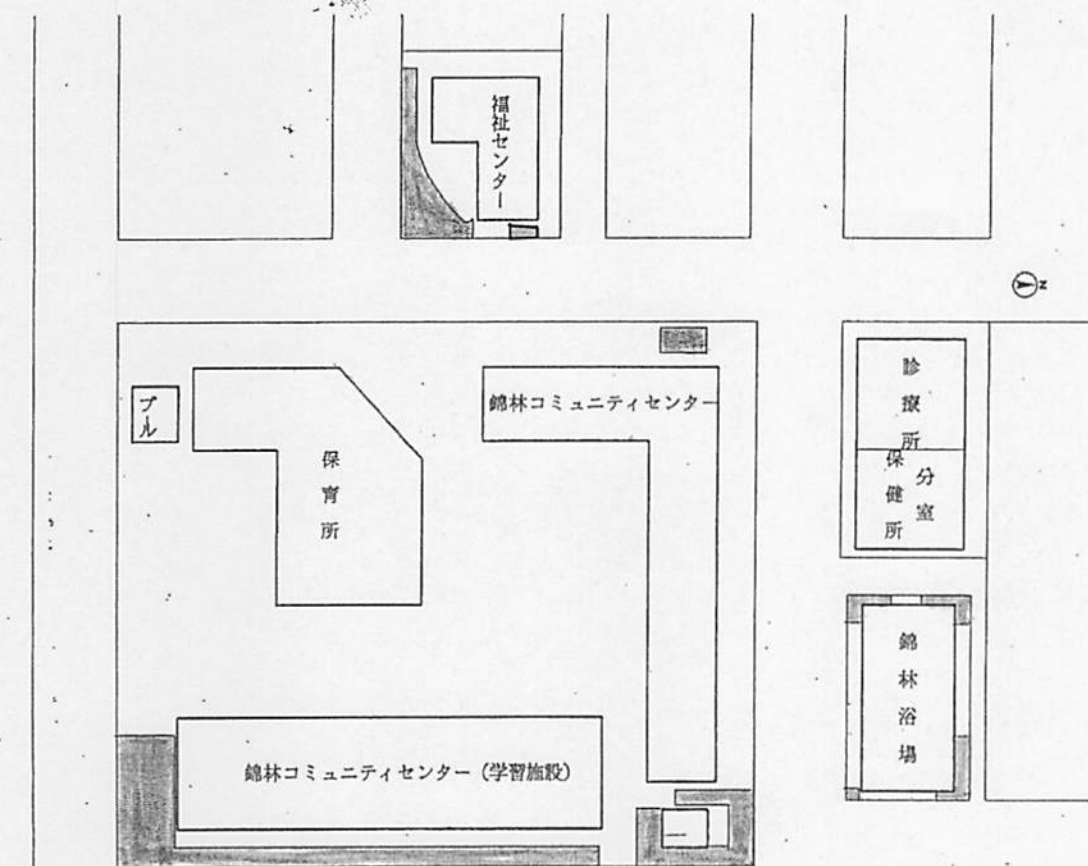 福祉センター
N
プル
錦林コミュニティセンター
保育所
診療所
保健所
分室
錦林浴場
錦林コミュニティセンター（学習施設）